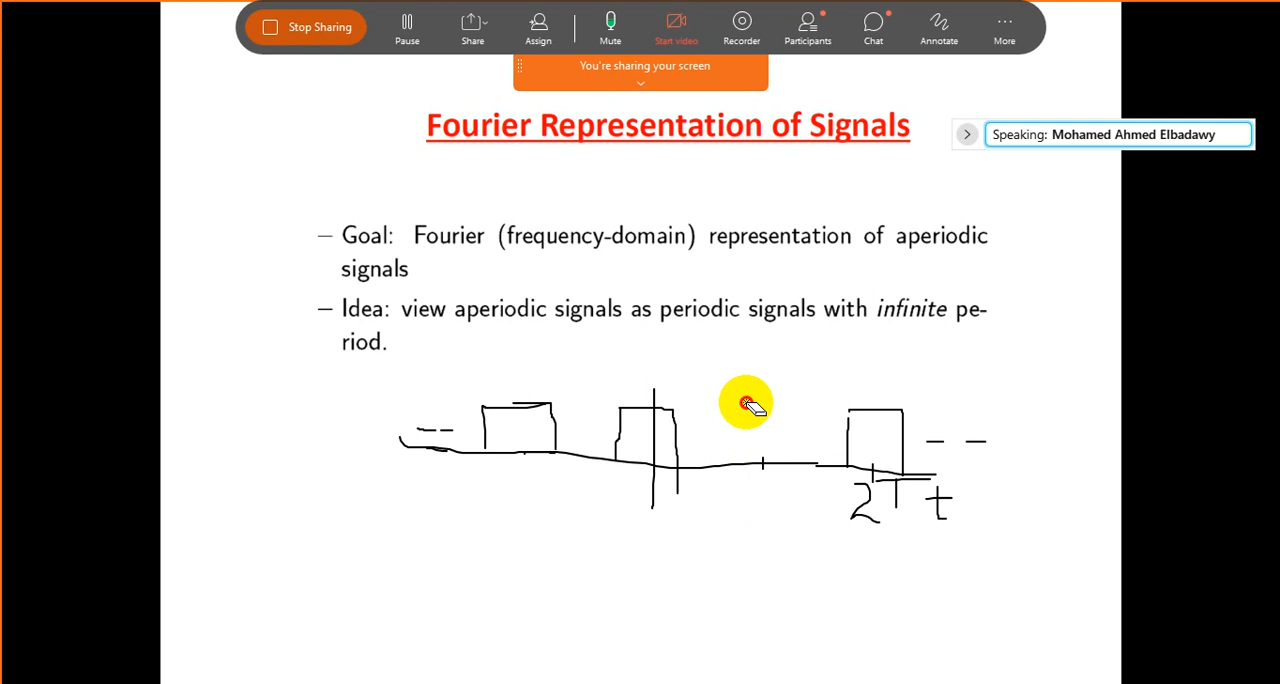 Stop Sharing
Pause
Share
Assign
Mute
Start video
Recorder
Participants
Chat
Annotate
More
You're sharing your screen
Fourier Representation of Signals
Speaking: Mohamed Ahmed Elbadawy
– Goal: Fourier (frequency-domain) representation of aperiodic
signals
– Idea: view aperiodic signals as periodic signals with infinite pe-
riod.
2T t